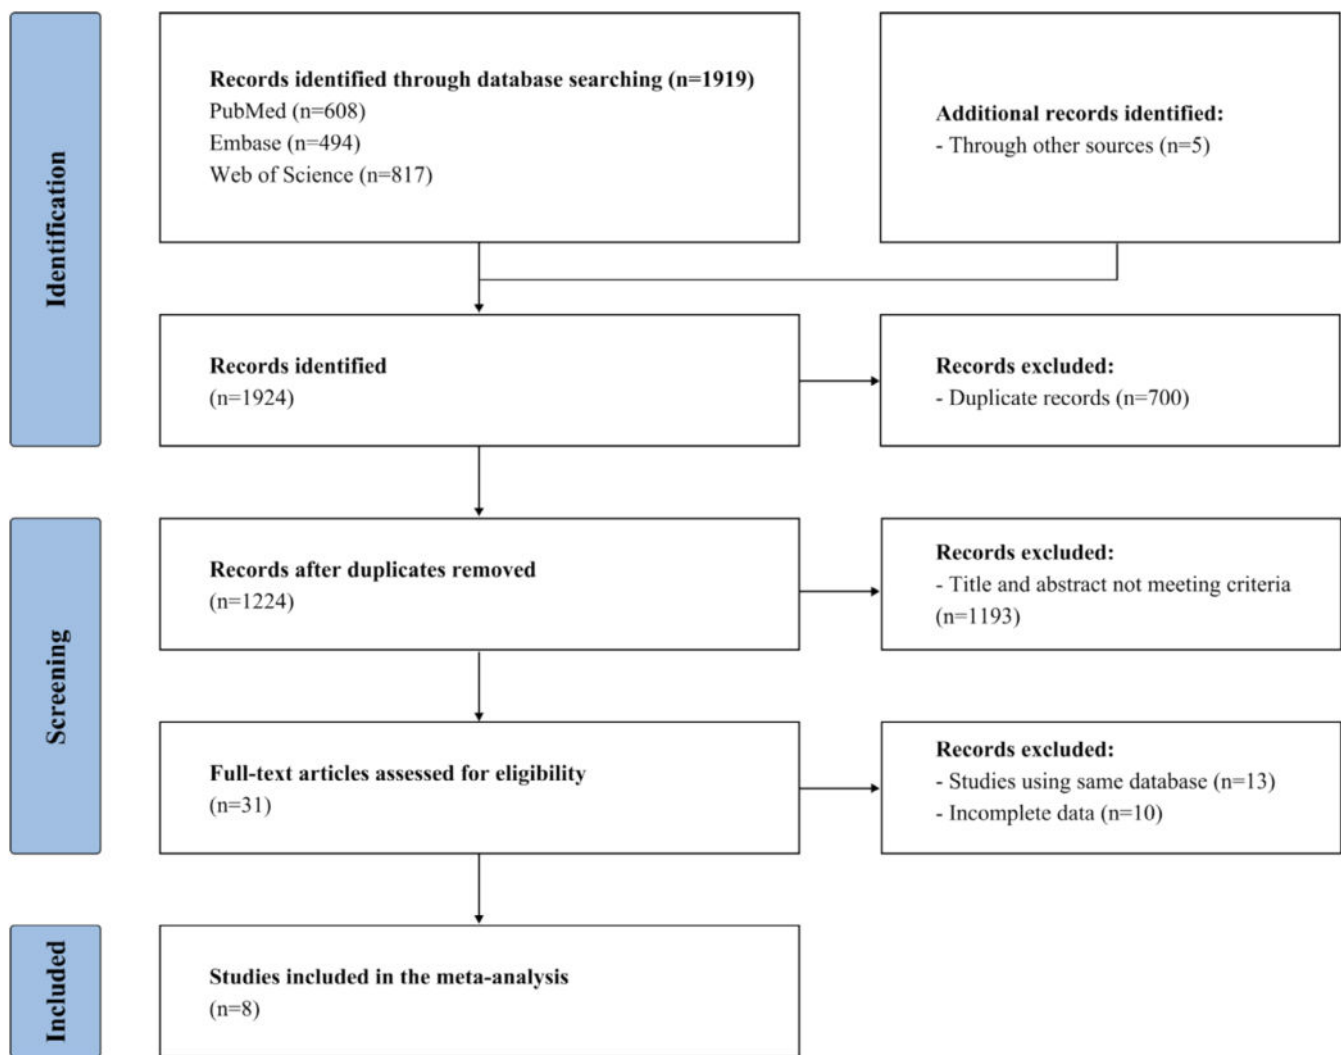 Identification
Records identified through database searching (n=1919)
PubMed (n=608)
Embase (n=494)
Web of Science (n=817)
Additional records identified:
- Through other sources (n=5)
Records identified
(n=1924)
Records excluded:
- Duplicate records (n=700)
Screening
Records after duplicates removed
(n=1224)
Records excluded:
- Title and abstract not meeting criteria
(n=1193)
Full-text articles assessed for eligibility
(n=31)
Records excluded:
- Studies using same database (n=13)
- Incomplete data (n=10)
Included
Studies included in the meta-analysis
(n=8)